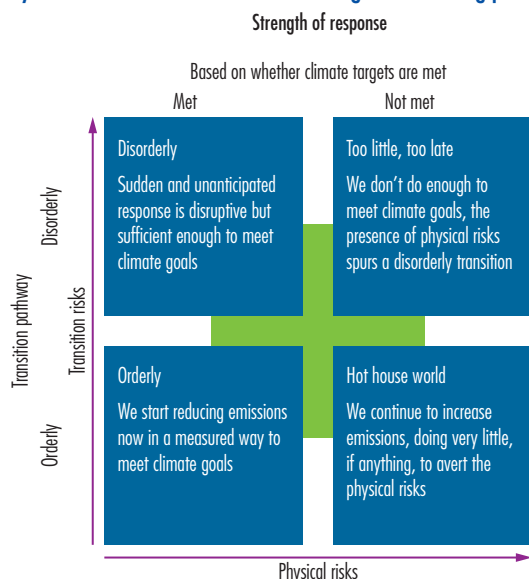 Strength of response
Based on whether climate targets are met
Met
Not met
Disorderly
Sudden and unanticipated
response is disruptive but
sufficient enough to meet
climate goals
Too little, too late
We don't do enough to
meet climate goals, the
presence of physical risks
spurs a disorderly transition
Transition pathway
Disorderly
Orderly
Transition risks
Orderly
We start reducing emissions
now in a measured way to
meet climate goals
Hot house world
We continue to increase
emissions, doing very little,
if anything, to avert the
physical risks
Physical risks